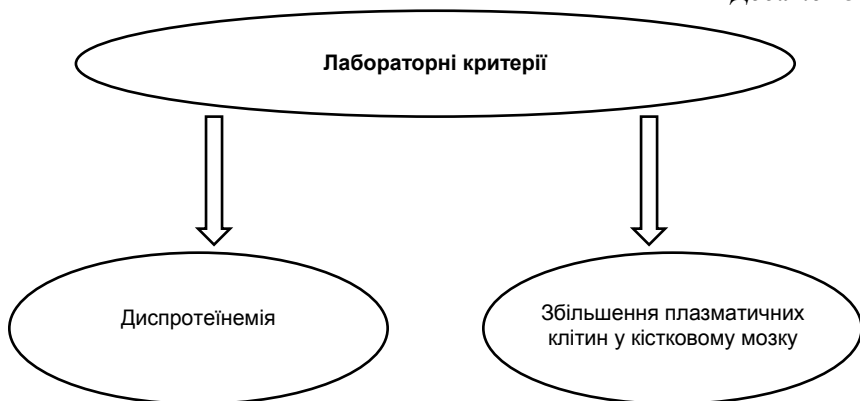 Лабораторні критерії
Диспротеїнемія
Збільшення плазматичних
клітин у кістковому мозку